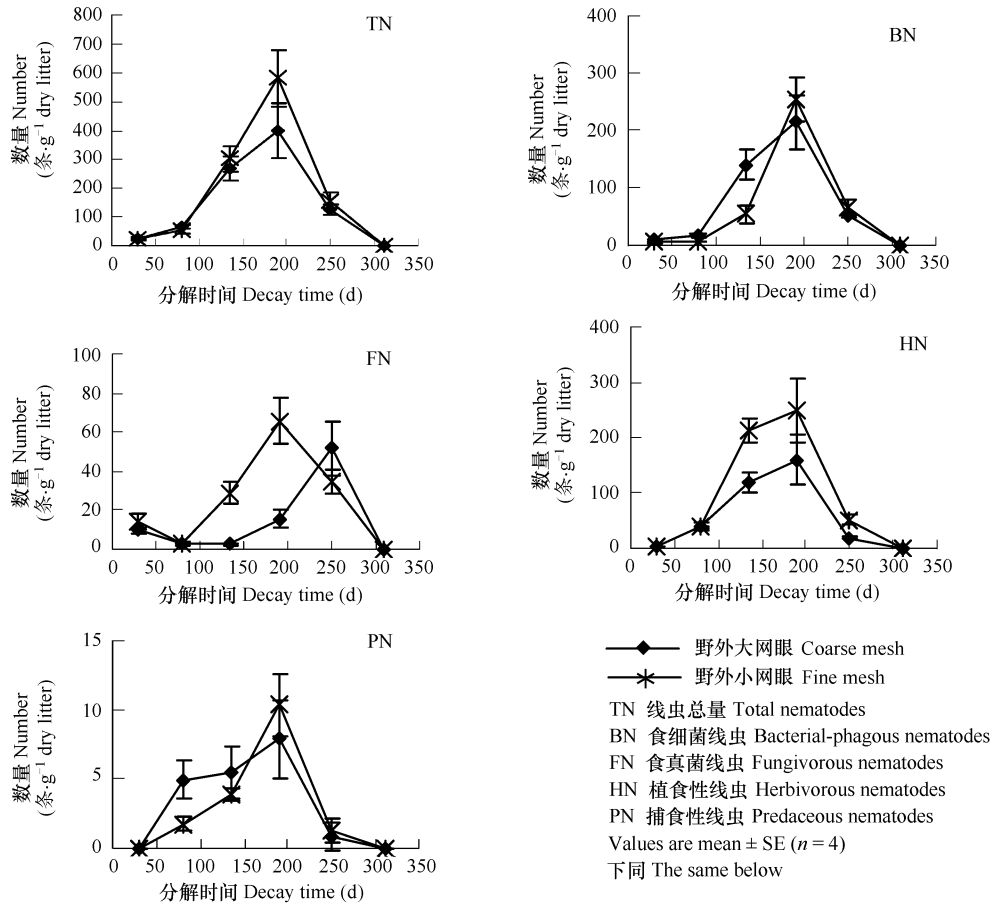 TN
800
700
600
500
400
300
200
100
0
数量 Number
(条·g⁻¹ dry litter)
0 50 100 150 200 250 300 350
分解时间 Decay time (d)
BN
400
300
200
100
0
数量 Number
(条·g⁻¹ dry litter)
0 50 100 150 200 250 300 350
分解时间 Decay time (d)
FN
100
80
60
40
20
0
数量 Number
(条·g⁻¹ dry litter)
0 50 100 150 200 250 300 350
分解时间 Decay time (d)
HN
400
300
200
100
0
数量 Number
(条·g⁻¹ dry litter)
0 50 100 150 200 250 300 350
分解时间 Decay time (d)
PN
15
10
5
0
数量 Number
(条·g⁻¹ dry litter)
0 50 100 150 200 250 300 350
分解时间 Decay time (d)
野外大网眼 Coarse mesh
野外小网眼 Fine mesh
TN 线虫总量 Total nematodes
BN 食细菌线虫 Bacterial-phagous nematodes
FN 食真菌线虫 Fungivorous nematodes
HN 植食性线虫 Herbivorous nematodes
PN 捕食性线虫 Predaceous nematodes
Values are mean ± SE (n = 4)
下同 The same below